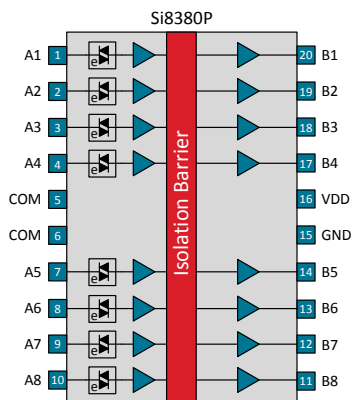 Si8380P
A1 1 e 20 B1
A2 2 e 19 B2
A3 3 e 18 B3
A4 4 e 17 B4
COM 5 16 VDD
COM 6 15 GND
Isolation Barrier
A5 7 e 14 B5
A6 8 e 13 B6
A7 9 e 12 B7
A8 10 e 11 B8